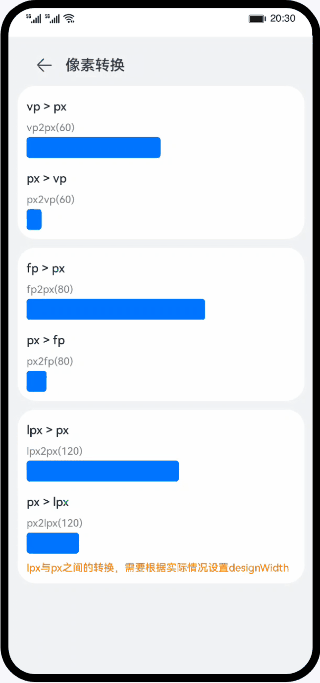 20:30
像素转换
vp > px
vp2px(60)
px > vp
px2vp(60)
fp > px
fp2px(80)
px > fp
px2fp(80)
lpx > px
lpx2px(120)
px > lpx
px2lpx(120)
lpx与px之间的转换，需要根据实际情况设置designWidth